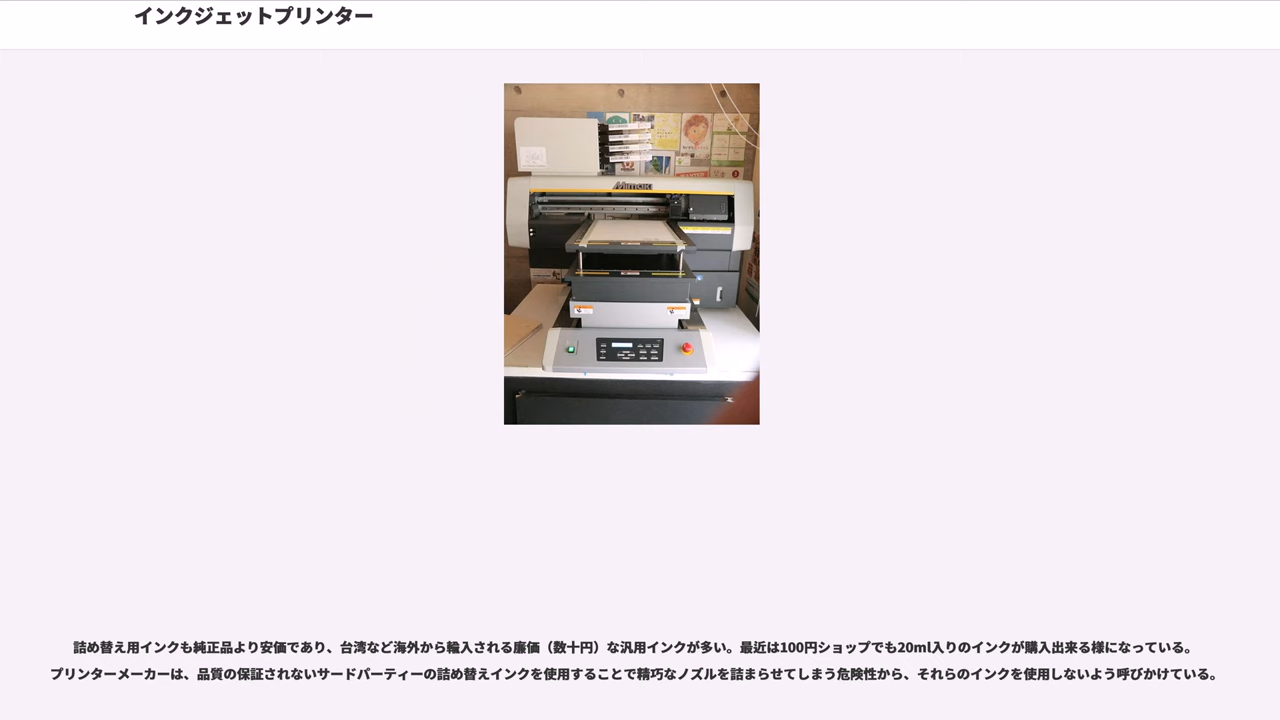 インクジェットプリンター
Mimaki
詰め替え用インクも純正品より安価であり、台湾など海外から輸入される廉価（数十円）な汎用インクが多い。最近は100円ショップでも20ml入りのインクが購入出来る様になっている。
プリンターメーカーは、品質の保証されないサードパーティーの詰め替えインクを使用することで精巧なノズルを詰まらせてしまう危険性から、それらのインクを使用しないよう呼びかけている。